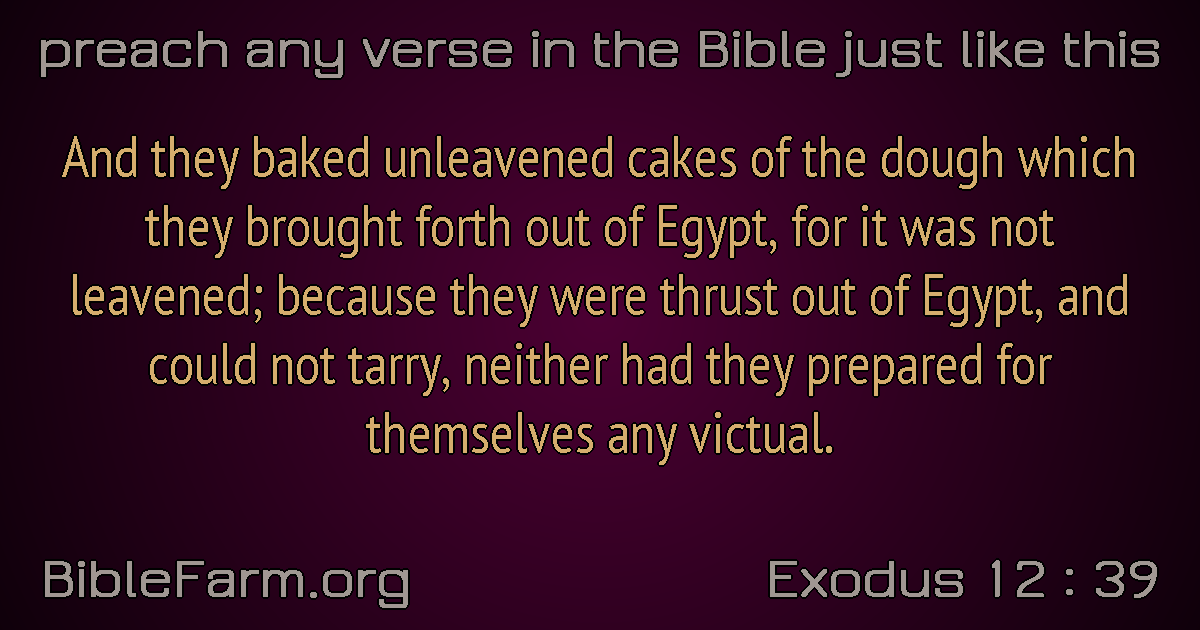 preach any verse in the Bible just like this
And they baked unleavened cakes of the dough which
they brought forth out of Egypt, for it was not
leavened; because they were thrust out of Egypt, and
could not tarry, neither had they prepared for
themselves any victual.
BibleFarm.org
Exodus 12 : 39